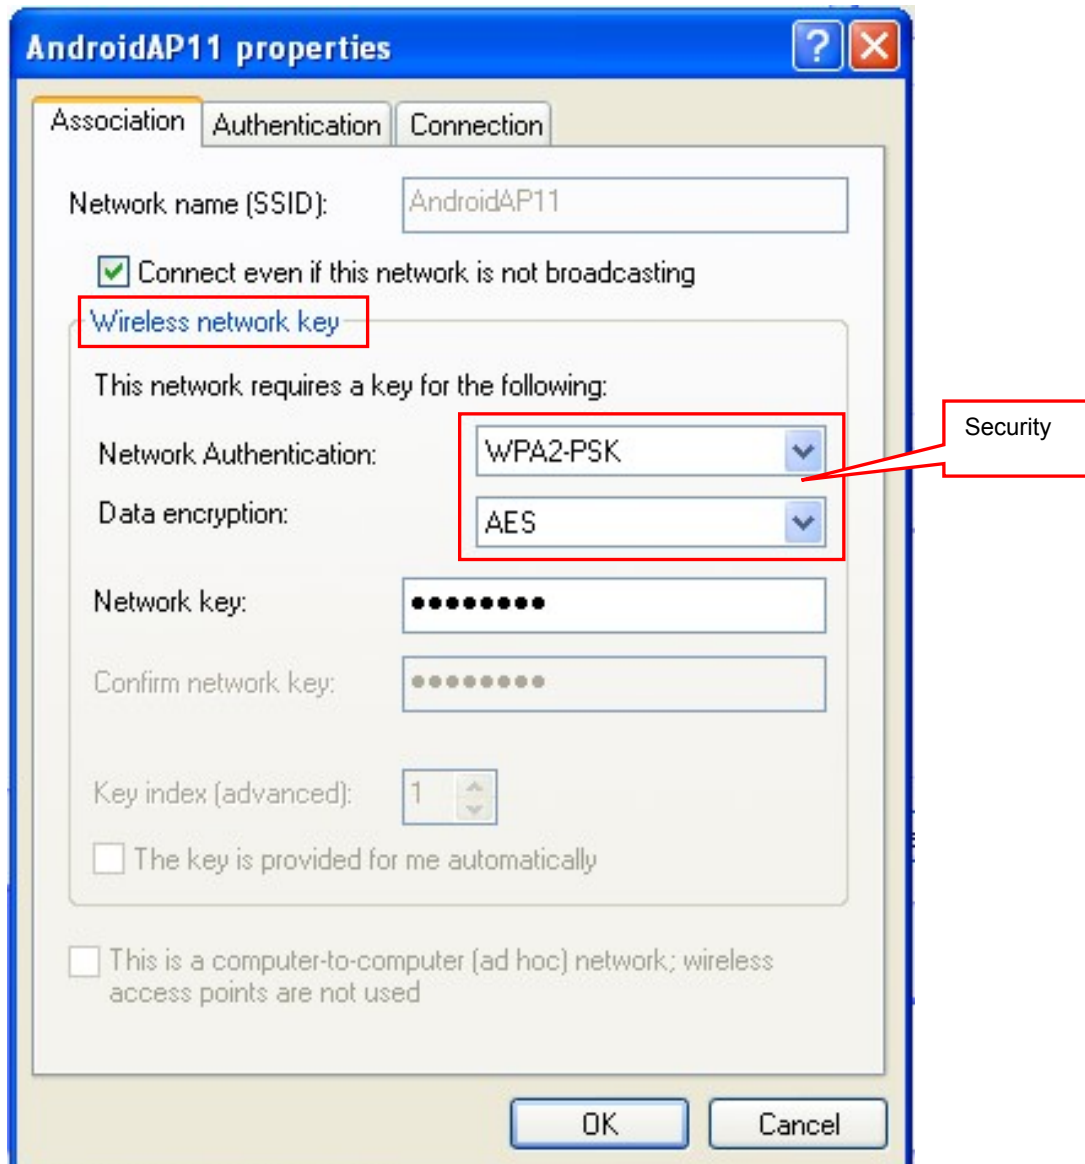 AndroidAP11 properties
Association Authentication Connection
Network name (SSID): AndroidAP11
Connect even if this network is not broadcasting
Wireless network key
This network requires a key for the following:
Network Authentication: WPA2-PSK
Security
Data encryption: AES
Network key: ●●●●●●●●
Confirm network key: ●●●●●●●●
Key index (advanced): 1
The key is provided for me automatically
This is a computer-to-computer (ad hoc) network; wireless
access points are not used
OK Cancel